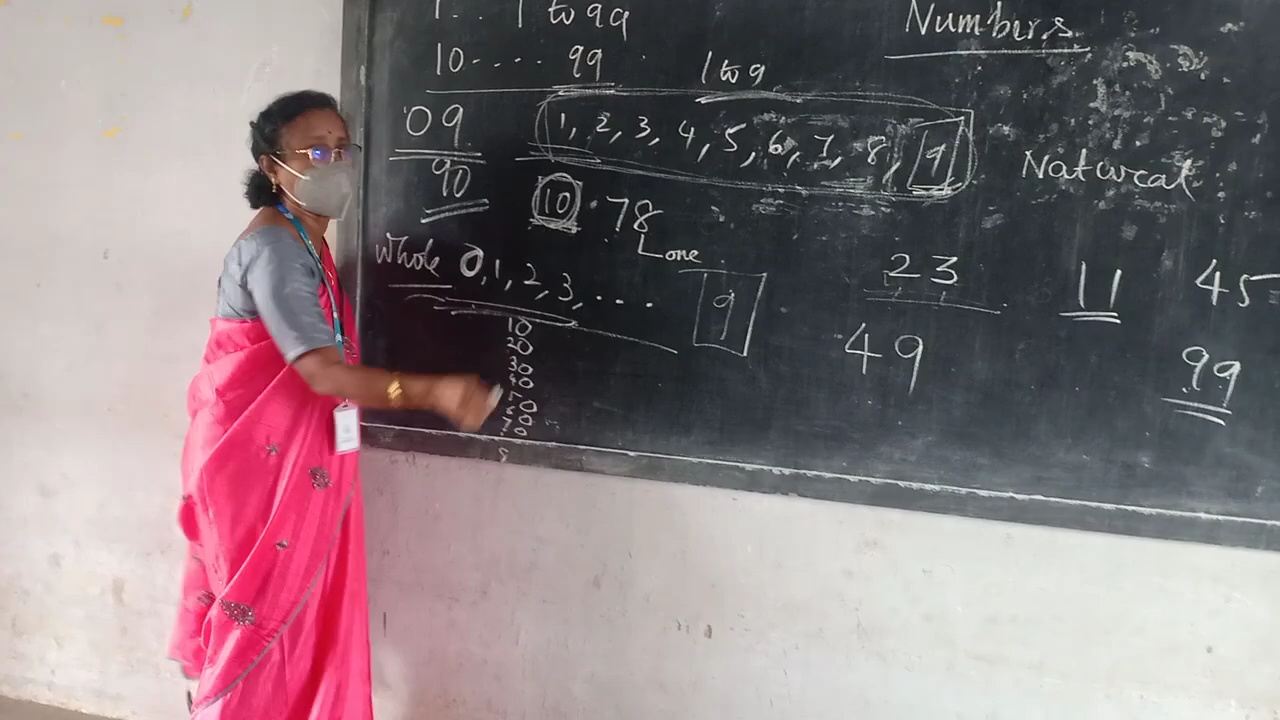 1...1 to 99
Numbers
10.... 99
1 to 9
09
1, 2, 3, 4, 5, 6, 7, 8, 9
Natural
90
10 . 78
one
Whole 0, 1, 2, 3, ....
9
23
11
45
10
20
30
40
49
99